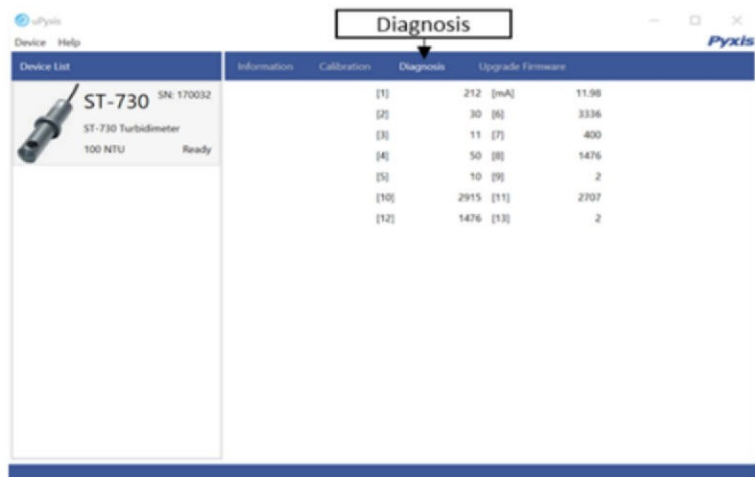 Diagnosis
uPyxis
Device Help
Pyxis
Device List
Information Calibration Diagnosis Upgrade Firmware
ST-730 SN: 170032
ST-730 Turbidimeter
100 NTU Ready
[1] 212 [mA] 11.98
[2] 30 [6] 3336
[3] 11 [7] 400
[4] 50 [8] 1476
[5] 10 [9] 2
[10] 2915 [11] 2707
[12] 1476 [13] 2